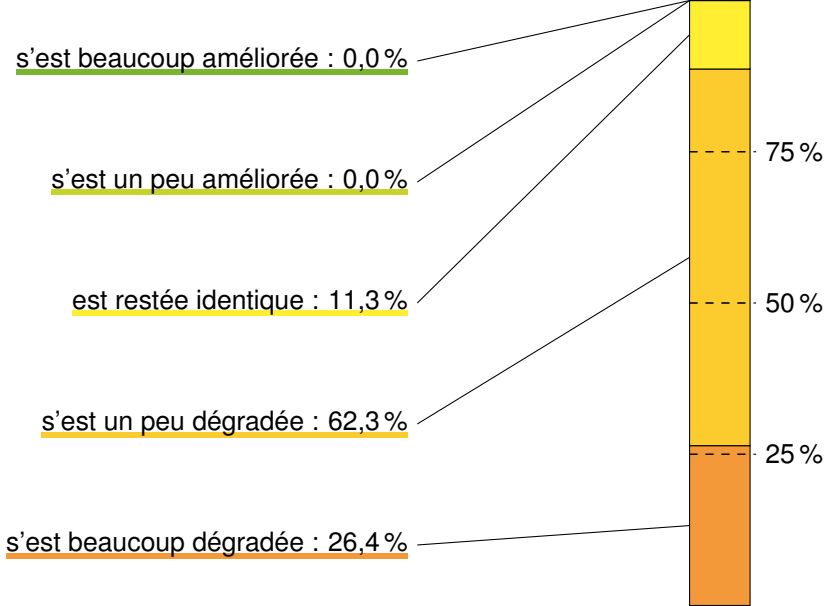 s'est beaucoup améliorée : 0,0 %
s'est un peu améliorée : 0,0 %
75 %
est restée identique : 11,3 %
50 %
s'est un peu dégradée : 62,3 %
25 %
s'est beaucoup dégradée : 26,4 %